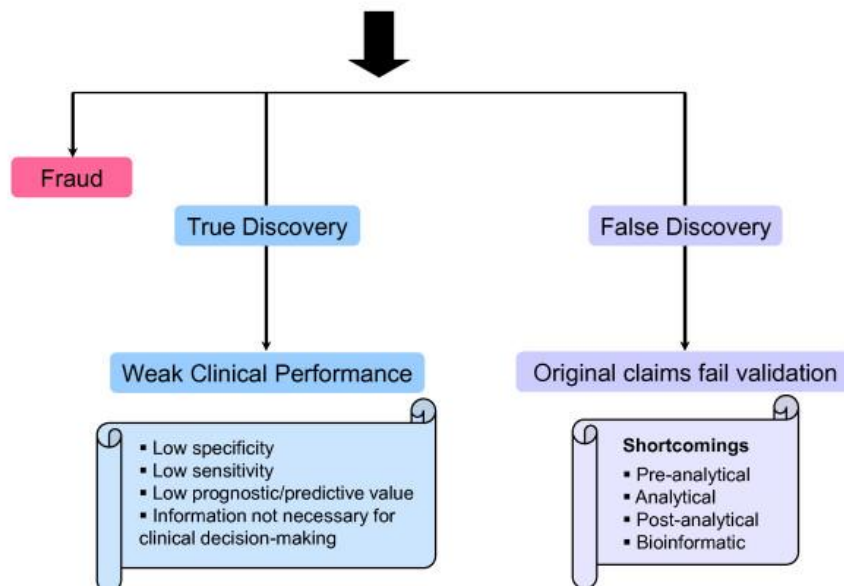 Fraud
True Discovery
False Discovery
Weak Clinical Performance
Original claims fail validation
▪ Low specificity
▪ Low sensitivity
▪ Low prognostic/predictive value
▪ Information not necessary for
clinical decision-making
Shortcomings
▪ Pre-analytical
▪ Analytical
▪ Post-analytical
▪ Bioinformatic